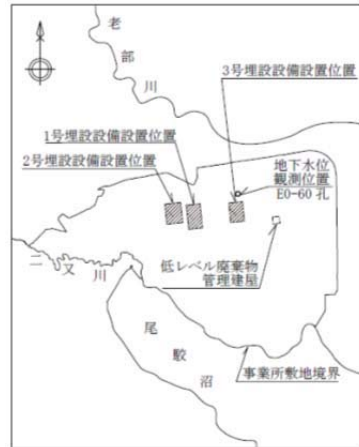 老部川
3号埋設設備設置位置
1号埋設設備設置位置
2号埋設設備設置位置
地下水位
観測位置
E0-60 孔
低レベル廃棄物
管理建屋
二又川
尾駮沼
事業所敷地境界